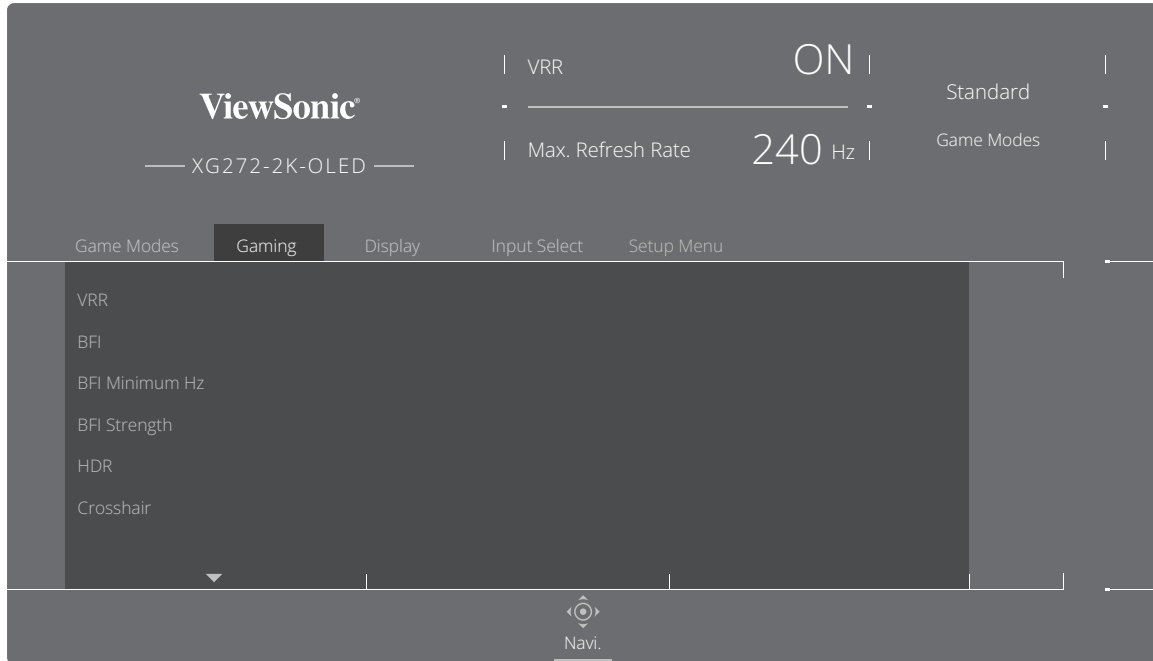 ViewSonic®
XG272-2K-OLED
VRR ON
Max. Refresh Rate 240 Hz
Standard
Game Modes
Game Modes Gaming Display Input Select Setup Menu
VRR
BFI
BFI Minimum Hz
BFI Strength
HDR
Crosshair
Navi.